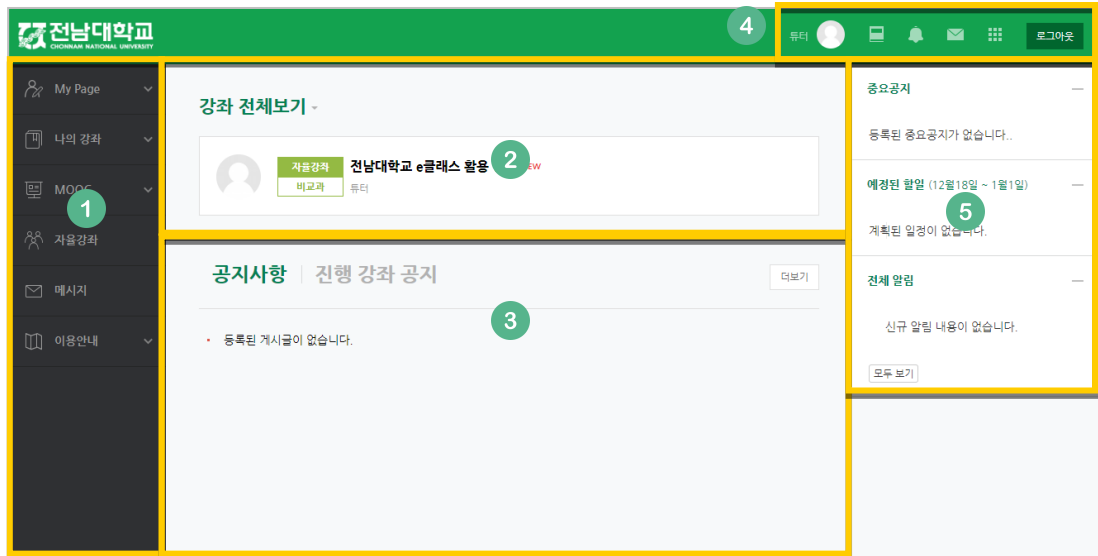 전남대학교
CHONNAM NATIONAL UNIVERSITY
4
튜터
로그아웃
My Page
나의 강좌
MOOC
1
자율강좌
메시지
이용안내
강좌 전체보기
자율강좌
전남대학교 e클래스 활용
2
비교과
튜터
공지사항
진행 강좌 공지
더보기
3
등록된 게시글이 없습니다.
중요공지
등록된 중요공지가 없습니다..
예정된 할일 (12월18일 ~ 1월1일)
5
계획된 일정이 없습니다.
전체 알림
신규 알림 내용이 없습니다.
모두 보기